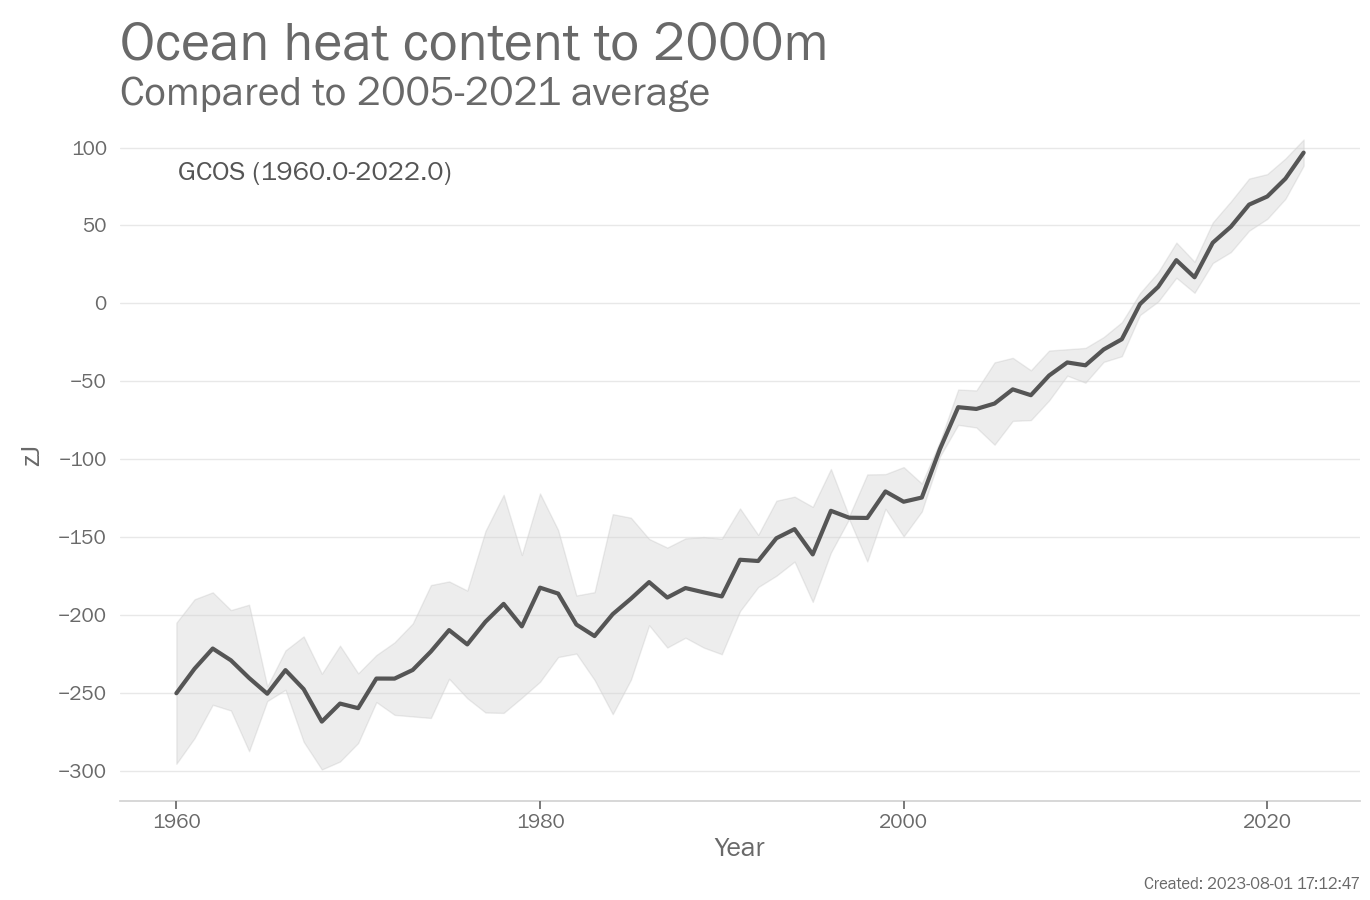 Ocean heat content to 2000m
Compared to 2005-2021 average
GCOS (1960.0-2022.0)
100
50
0
−50
−100
−150
−200
−250
−300
zJ
1960
1980
2000
2020
Year
Created: 2023-08-01 17:12:47